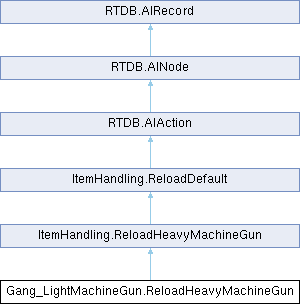 RTDB.AIRecord
RTDB.AINode
RTDB.AIAction
ItemHandling.ReloadDefault
ItemHandling.ReloadHeavyMachineGun
Gang_LightMachineGun.ReloadHeavyMachineGun